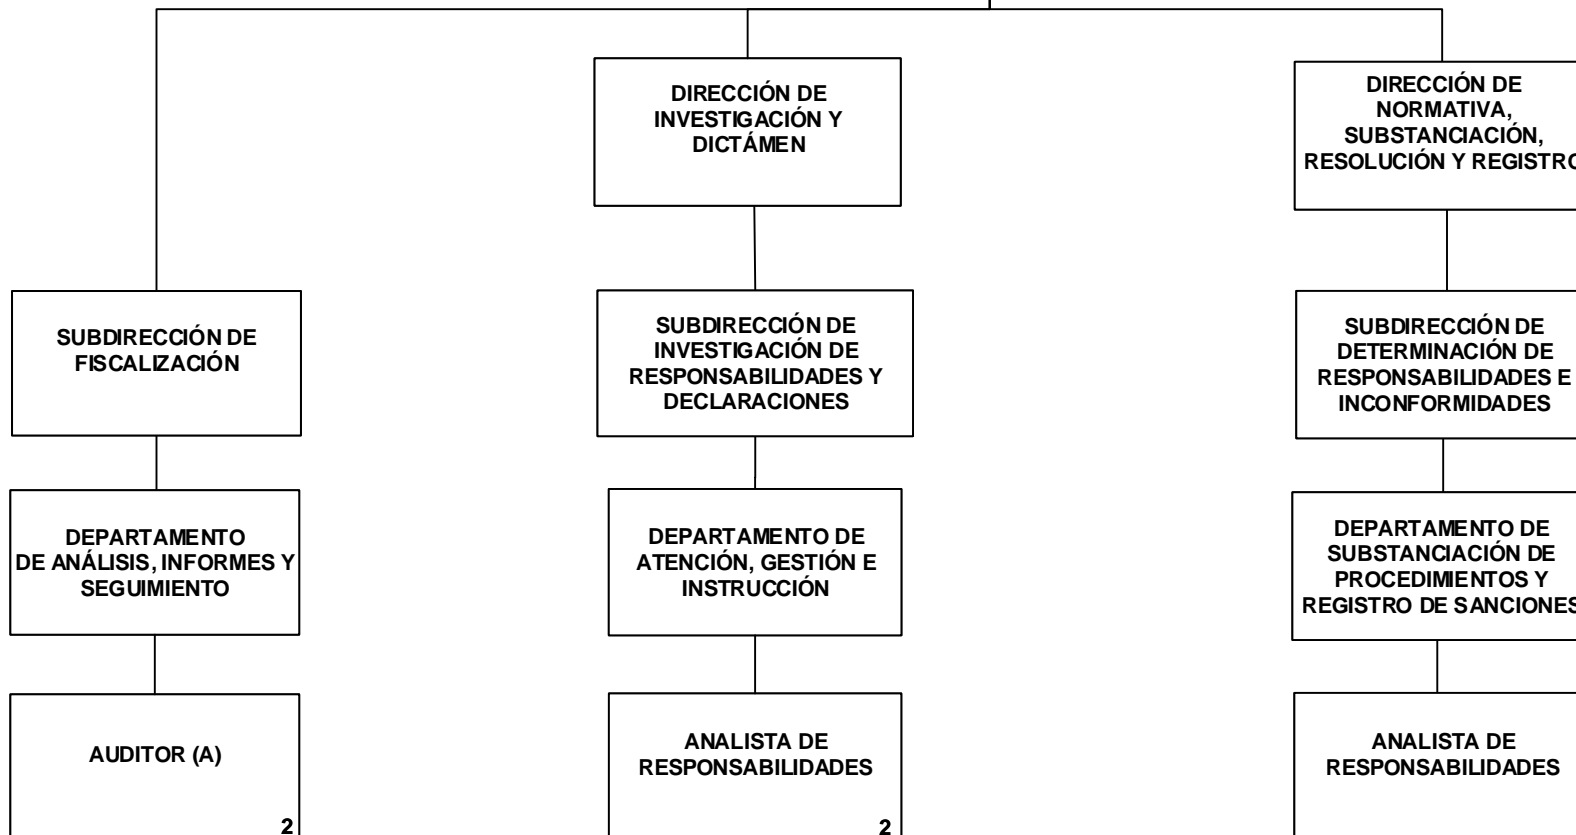 DIRECCIÓN DE
INVESTIGACIÓN Y
DICTÁMEN
DIRECCIÓN DE
NORMATIVA,
SUBSTANCIACIÓN,
RESOLUCIÓN Y REGISTRO
SUBDIRECCIÓN DE
FISCALIZACIÓN
SUBDIRECCIÓN DE
INVESTIGACIÓN DE
RESPONSABILIDADES Y
DECLARACIONES
SUBDIRECCIÓN DE
DETERMINACIÓN DE
RESPONSABILIDADES E
INCONFORMIDADES
DEPARTAMENTO
DE ANÁLISIS, INFORMES Y
SEGUIMIENTO
DEPARTAMENTO DE
ATENCIÓN, GESTIÓN E
INSTRUCCIÓN
DEPARTAMENTO DE
SUBSTANCIACIÓN DE
PROCEDIMIENTOS Y
REGISTRO DE SANCIONES
AUDITOR (A)
2
ANALISTA DE
RESPONSABILIDADES
2
ANALISTA DE
RESPONSABILIDADES